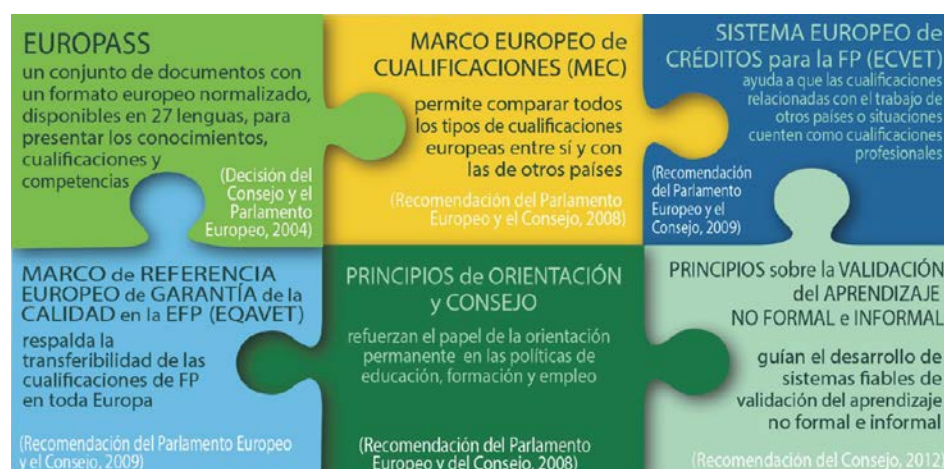 EUROPASS
un conjunto de documentos con
un formato europeo normalizado,
disponibles en 27 lenguas, para
presentar los conocimientos,
cualificaciones y
competencias
(Decisión del
Consejo y el
Parlamento
Europeo, 2004)
MARCO EUROPEO de
CUALIFICACIONES (MEC)
permite comparar todos
los tipos de cualificaciones
europeas entre sí y con
las de otros países
(Recomendación del Parlamento
Europeo y el Consejo, 2008)
SISTEMA EUROPEO de
CRÉDITOS para la FP (ECVET)
ayuda a que las cualificaciones
relacionadas con el trabajo de
otros países o situaciones
cuenten como cualificaciones
profesionales
(Recomendación
del Parlamento
Europeo y el
Consejo, 2009)
MARCO de REFERENCIA
EUROPEO de GARANTÍA de la
CALIDAD en la EFP (EQAVET)
respalda la
transferibilidad de las
cualificaciones de FP
en toda Europa
(Recomendación del Parlamento Europeo
y el Consejo, 2009)
PRINCIPIOS de ORIENTACIÓN
y CONSEJO
refuerzan el papel de la orientación
permanente en las políticas de
educación, formación y empleo
(Recomendación del Parlamento
Europeo y del Consejo, 2008)
PRINCIPIOS sobre la VALIDACIÓN
del APRENDIZAJE
NO FORMAL e INFORMAL
guían el desarrollo de
sistemas fiables de
validación del aprendizaje
no formal e informal
(Recomendación del Consejo, 2012)